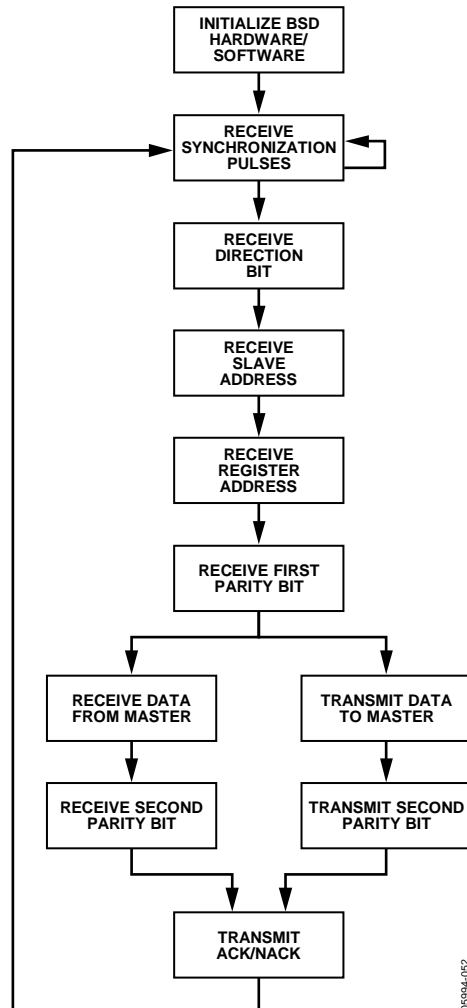 INITIALIZE BSD
HARDWARE/
SOFTWARE
RECEIVE
SYNCHRONIZATION
PULSES
RECEIVE
DIRECTION
BIT
RECEIVE
SLAVE
ADDRESS
RECEIVE
REGISTER
ADDRESS
RECEIVE FIRST
PARITY BIT
RECEIVE DATA
FROM MASTER
TRANSMIT DATA
TO MASTER
RECEIVE SECOND
PARITY BIT
TRANSMIT SECOND
PARITY BIT
TRANSMIT
ACK/NACK
05994-052